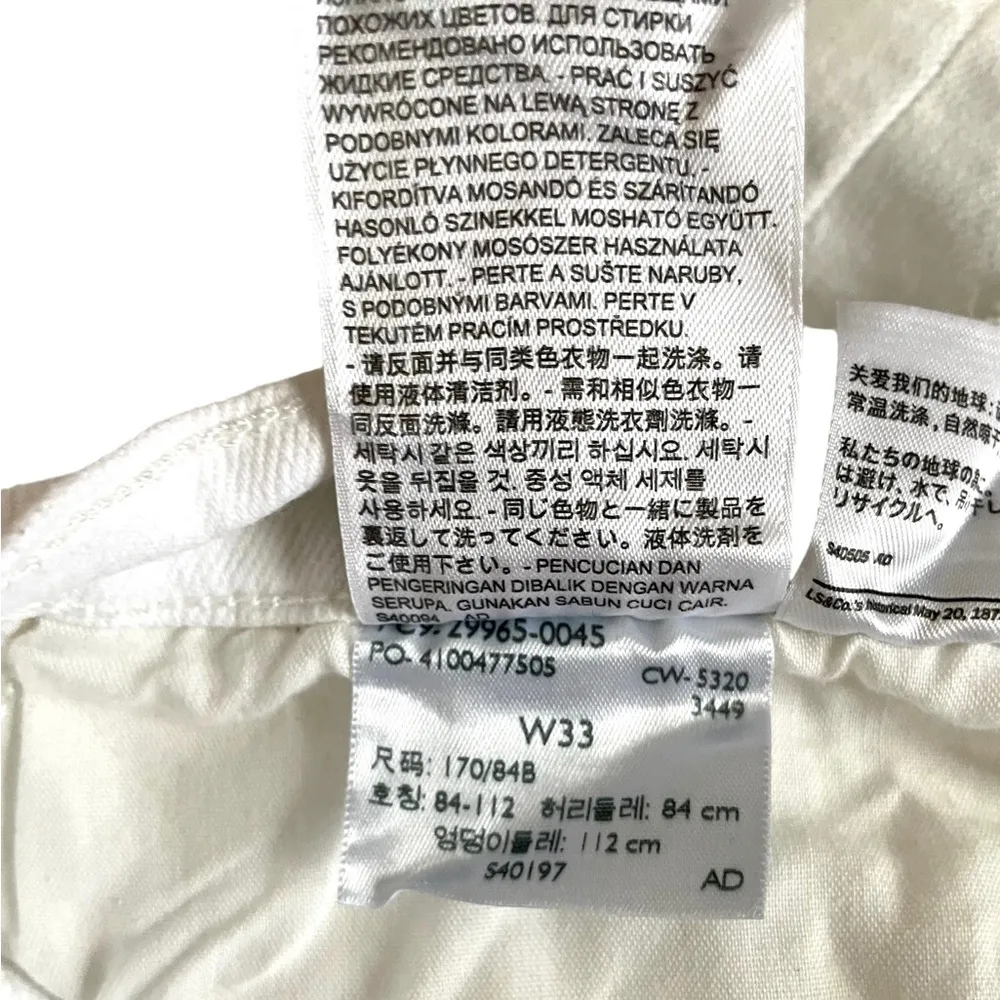 ПОХОЖИХ ЦВЕТОВ. ДЛЯ СТИРКИ
РЕКОМЕНДОВАНО ИСПОЛЬЗОВАТЬ
ЖИДКИЕ СРЕДСТВА. - PRAĆ I SUSZYĆ
WYWRÓCONE NA LEWĄ STRONĘ Z
PODOBNYMI KOLORAMI. ZALECA SIĘ
UŻYCIE PŁYNNEGO DETERGENTU. -
KIFORDÍTVA MOSANDÓ ÉS SZÁRÍTANDÓ
HASONLÓ SZINEKKEL MOSHATÓ EGYÜTT.
FOLYÉKONY MOSÓSZER HASZNÁLATA
AJÁNLOTT. - PERTE A SUŠTE NARUBY,
S PODOBNÝMI BARVAMI. PERTE V
TEKUTÉM PRACÍM PROSTŘEDKU.
- 请反面并与同类色衣物一起洗涤。请
使用液体清洁剂。- 需和相似色衣物一
同反面洗滌。請用液態洗衣劑洗滌。-
세탁시 같은 색상끼리 하십시요. 세탁시
옷을 뒤집을 것. 중성 액체 세제를
사용하세요. - 同じ色物と一緒に製品を
裏返して洗ってください。液体洗剤を
ご使用下さい。- PENCUCIAN DAN
PENGERINGAN DIBALIK DENGAN WARNA
SERUPA. GUNAKAN SABUN CUCI CAIR.
S40094
29965-0045
PO- 4100477505
CW- 5320
3449
W33
尺码: 170/84B
호칭: 84-112 허리둘레: 84 cm
엉덩이둘레: 112 cm
S40197
AD
关爱我们的地球:
常温洗涤,自然晾干
私たちの地球の
は避け、水で、吊干し
リサイクルへ。
S40505 AD
LS&Co.'s historical May 20, 187